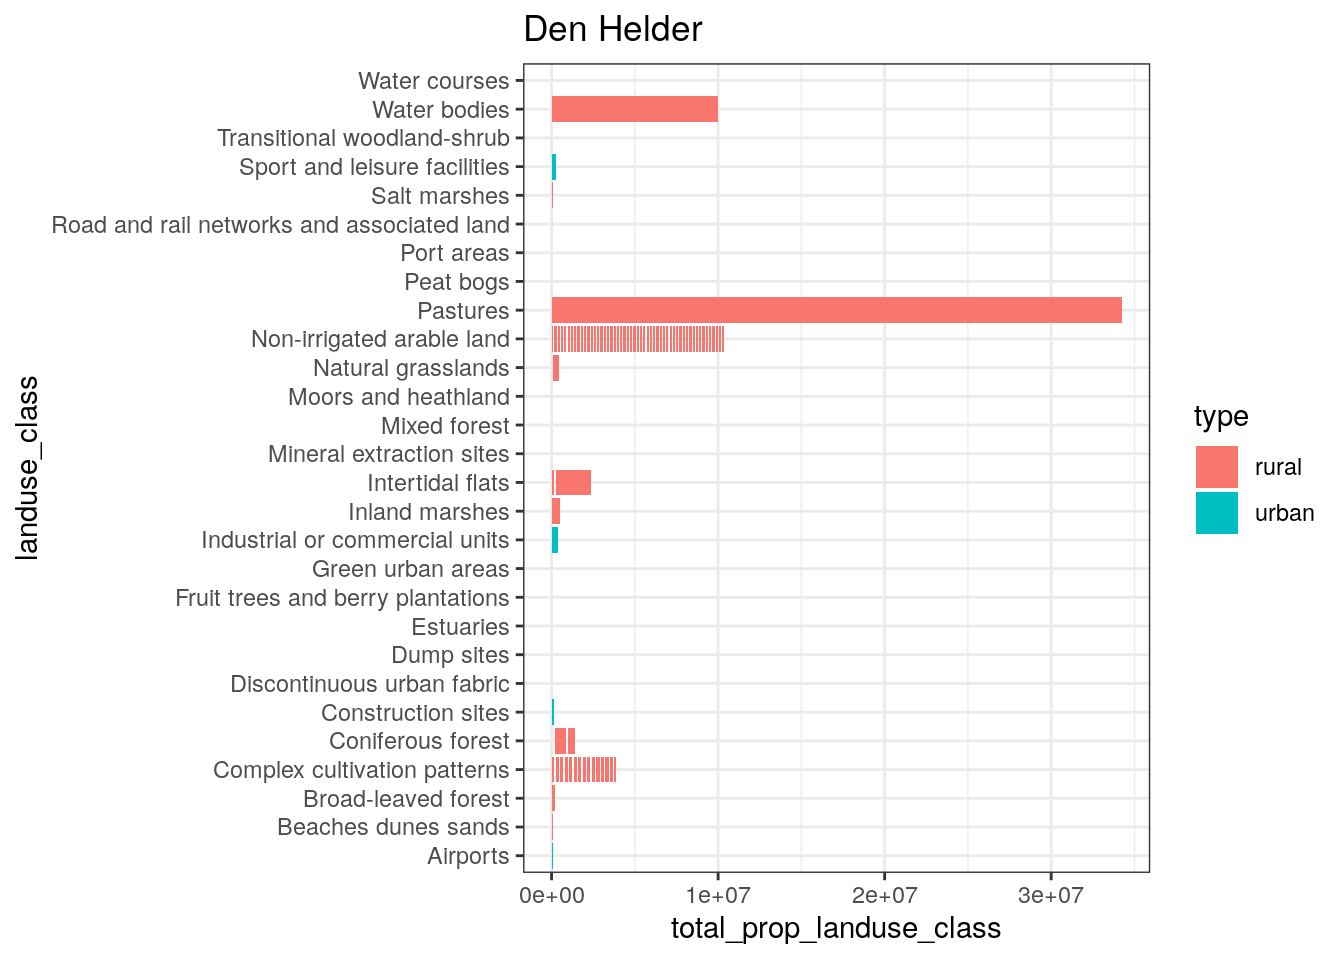 Den Helder
Water courses
Water bodies
Transitional woodland-shrub
Sport and leisure facilities
Salt marshes
Road and rail networks and associated land
Port areas
Peat bogs
Pastures
Non-irrigated arable land
Natural grasslands
Moors and heathland
Mixed forest
Mineral extraction sites
Intertidal flats
Inland marshes
Industrial or commercial units
Green urban areas
Fruit trees and berry plantations
Estuaries
Dump sites
Discontinuous urban fabric
Construction sites
Coniferous forest
Complex cultivation patterns
Broad-leaved forest
Beaches dunes sands
Airports
landuse_class
0e+00 1e+07 2e+07 3e+07
total_prop_landuse_class
type
rural
urban